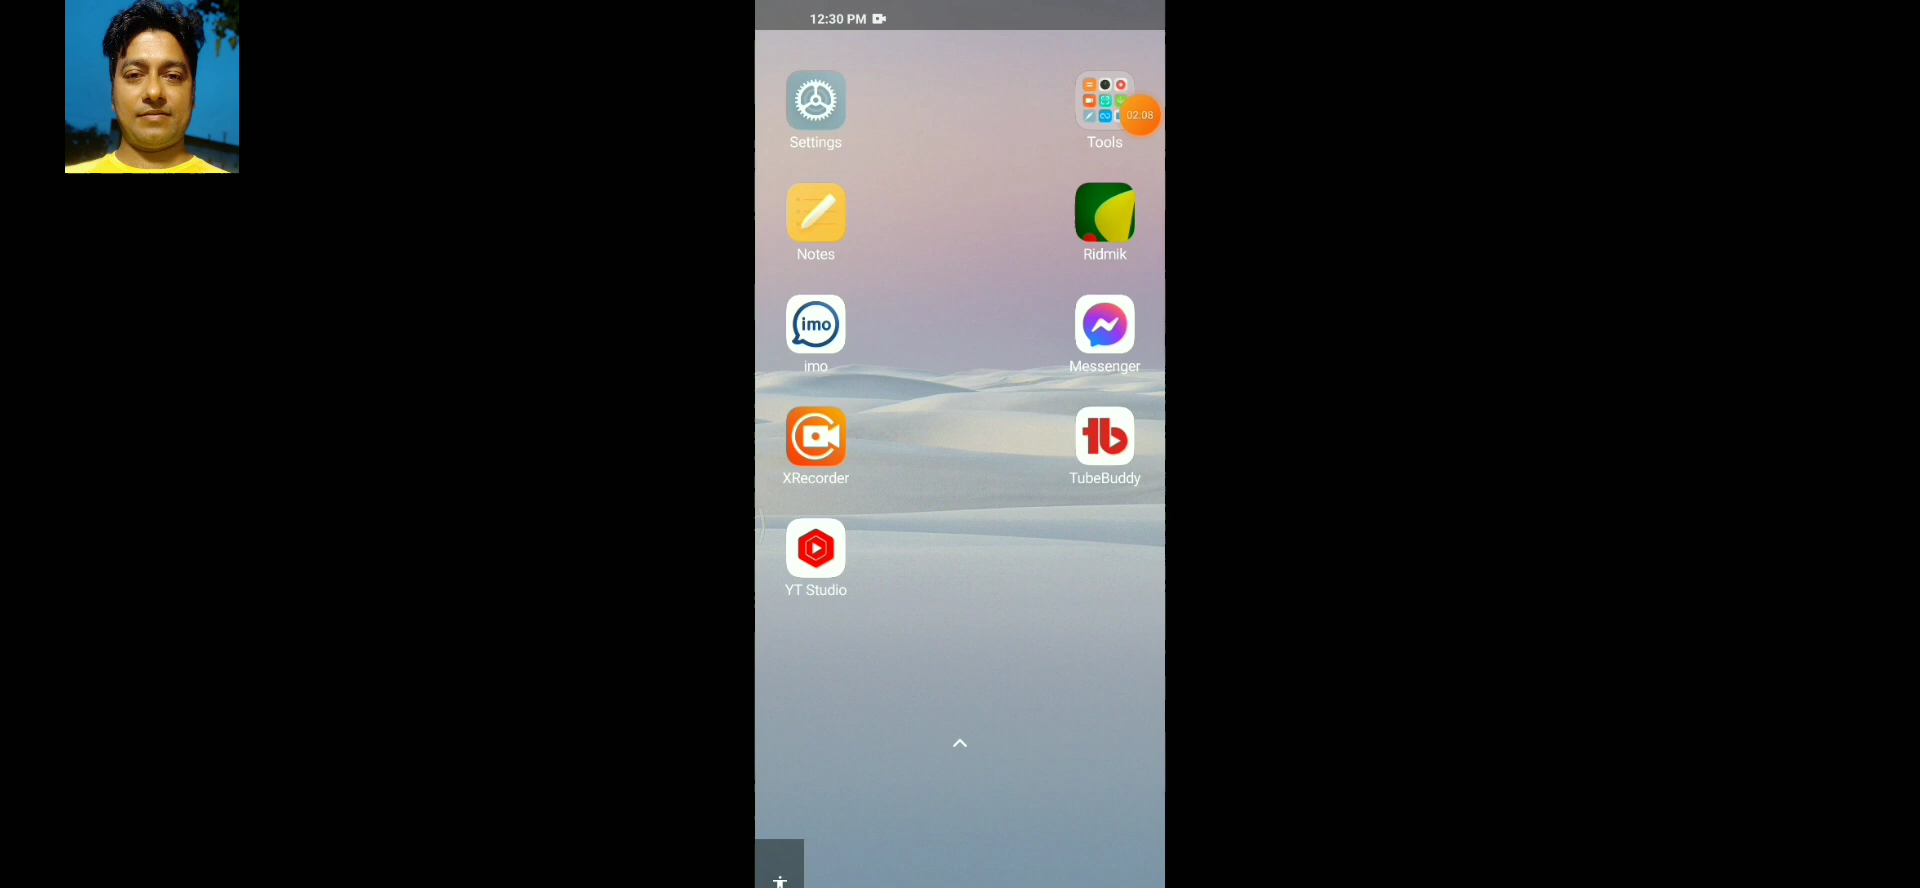 12:30 PM
02:08
Settings
Tools
Notes
Ridmik
imo
imo
Messenger
XRecorder
TubeBuddy
YT Studio